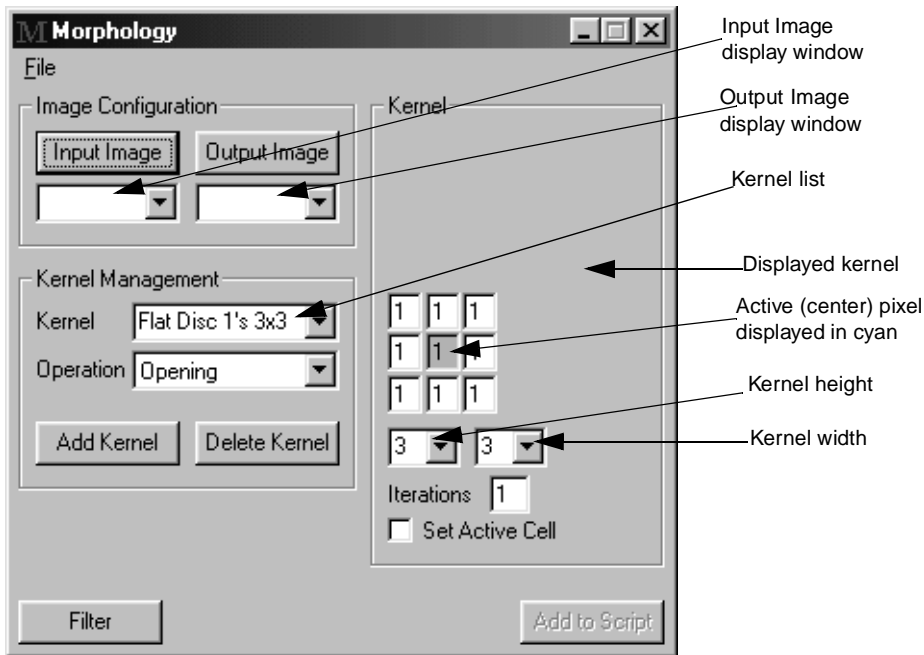 M Morphology
File
Image Configuration
Input Image
Output Image
Kernel Management
Kernel
Flat Disc 1's 3x3
Operation
Opening
Add Kernel
Delete Kernel
Kernel
1 1 1
1 1 1
1 1 1
3
3
Iterations
1
Set Active Cell
Filter
Add to Script
Input Image
display window
Output Image
display window
Kernel list
Displayed kernel
Active (center) pixel
displayed in cyan
Kernel height
Kernel width